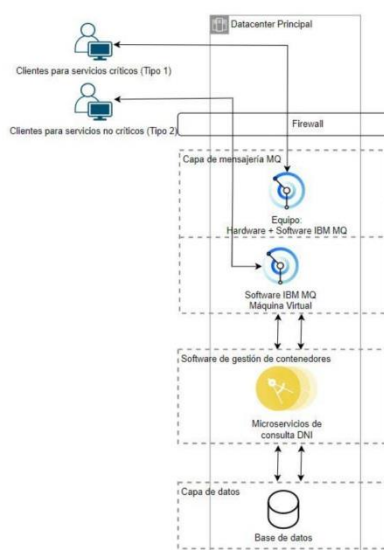 Datacenter Principal
Clientes para servicios críticos (Tipo 1)
Clientes para servicios no críticos (Tipo 2)
Firewall
Capa de mensajería MQ
Equipo:
Hardware + Software IBM MQ
Software IBM MQ
Máquina Virtual
Software de gestión de contenedores
Microservicios de
consulta DNI
Capa de datos
Base de datos